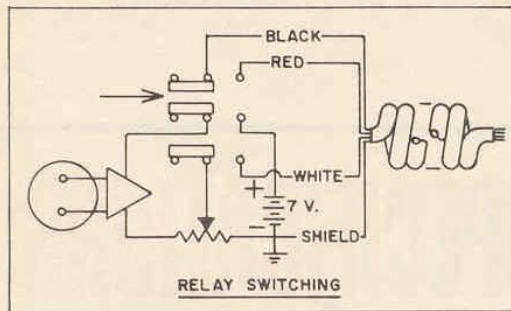 BLACK
RED
WHITE
+
7 V.
−
SHIELD
RELAY SWITCHING